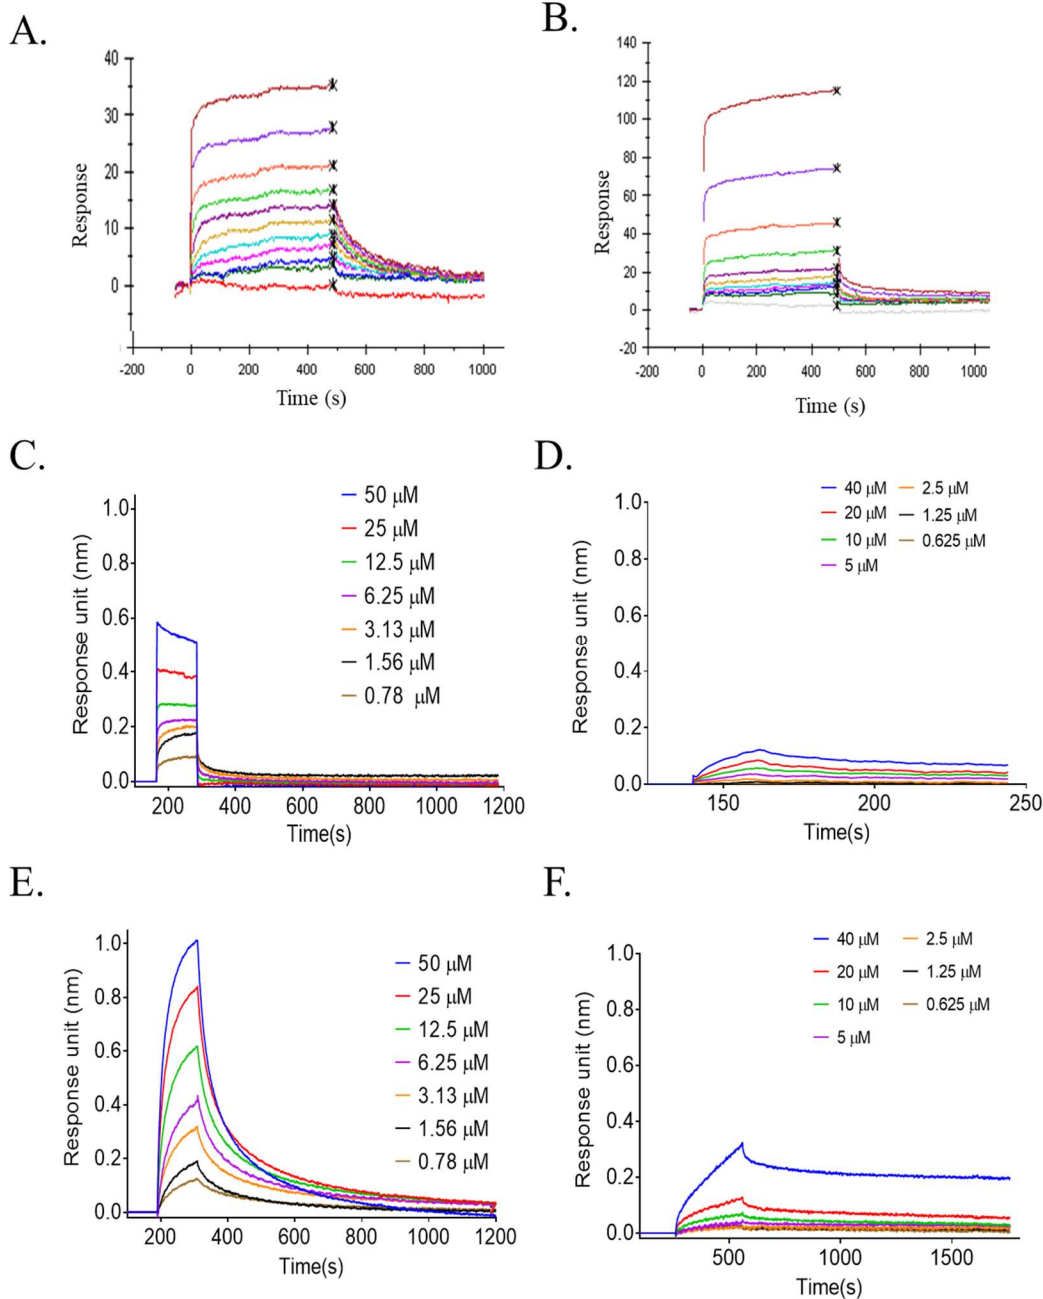 A.
40
30
20
10
0
Response
-200 0 200 400 600 800 1000
Time (s)
B.
140
120
100
80
60
40
20
0
-20
Response
-200 0 200 400 600 800 1000
Time (s)
C.
1.0
0.8
0.6
0.4
0.2
0.0
Response unit (nm)
50 μM
25 μM
12.5 μM
6.25 μM
3.13 μM
1.56 μM
0.78 μM
200 400 600 800 1000 1200
Time(s)
D.
1.0
0.8
0.6
0.4
0.2
0.0
Response unit (nm)
40 μM 2.5 μM
20 μM 1.25 μM
10 μM 0.625 μM
5 μM
150 200 250
Time(s)
E.
1.0
0.8
0.6
0.4
0.2
0.0
Response unit (nm)
50 μM
25 μM
12.5 μM
6.25 μM
3.13 μM
1.56 μM
0.78 μM
200 400 600 800 1000 1200
Time(s)
F.
1.0
0.8
0.6
0.4
0.2
0.0
Response unit (nm)
40 μM 2.5 μM
20 μM 1.25 μM
10 μM 0.625 μM
5 μM
500 1000 1500
Time(s)